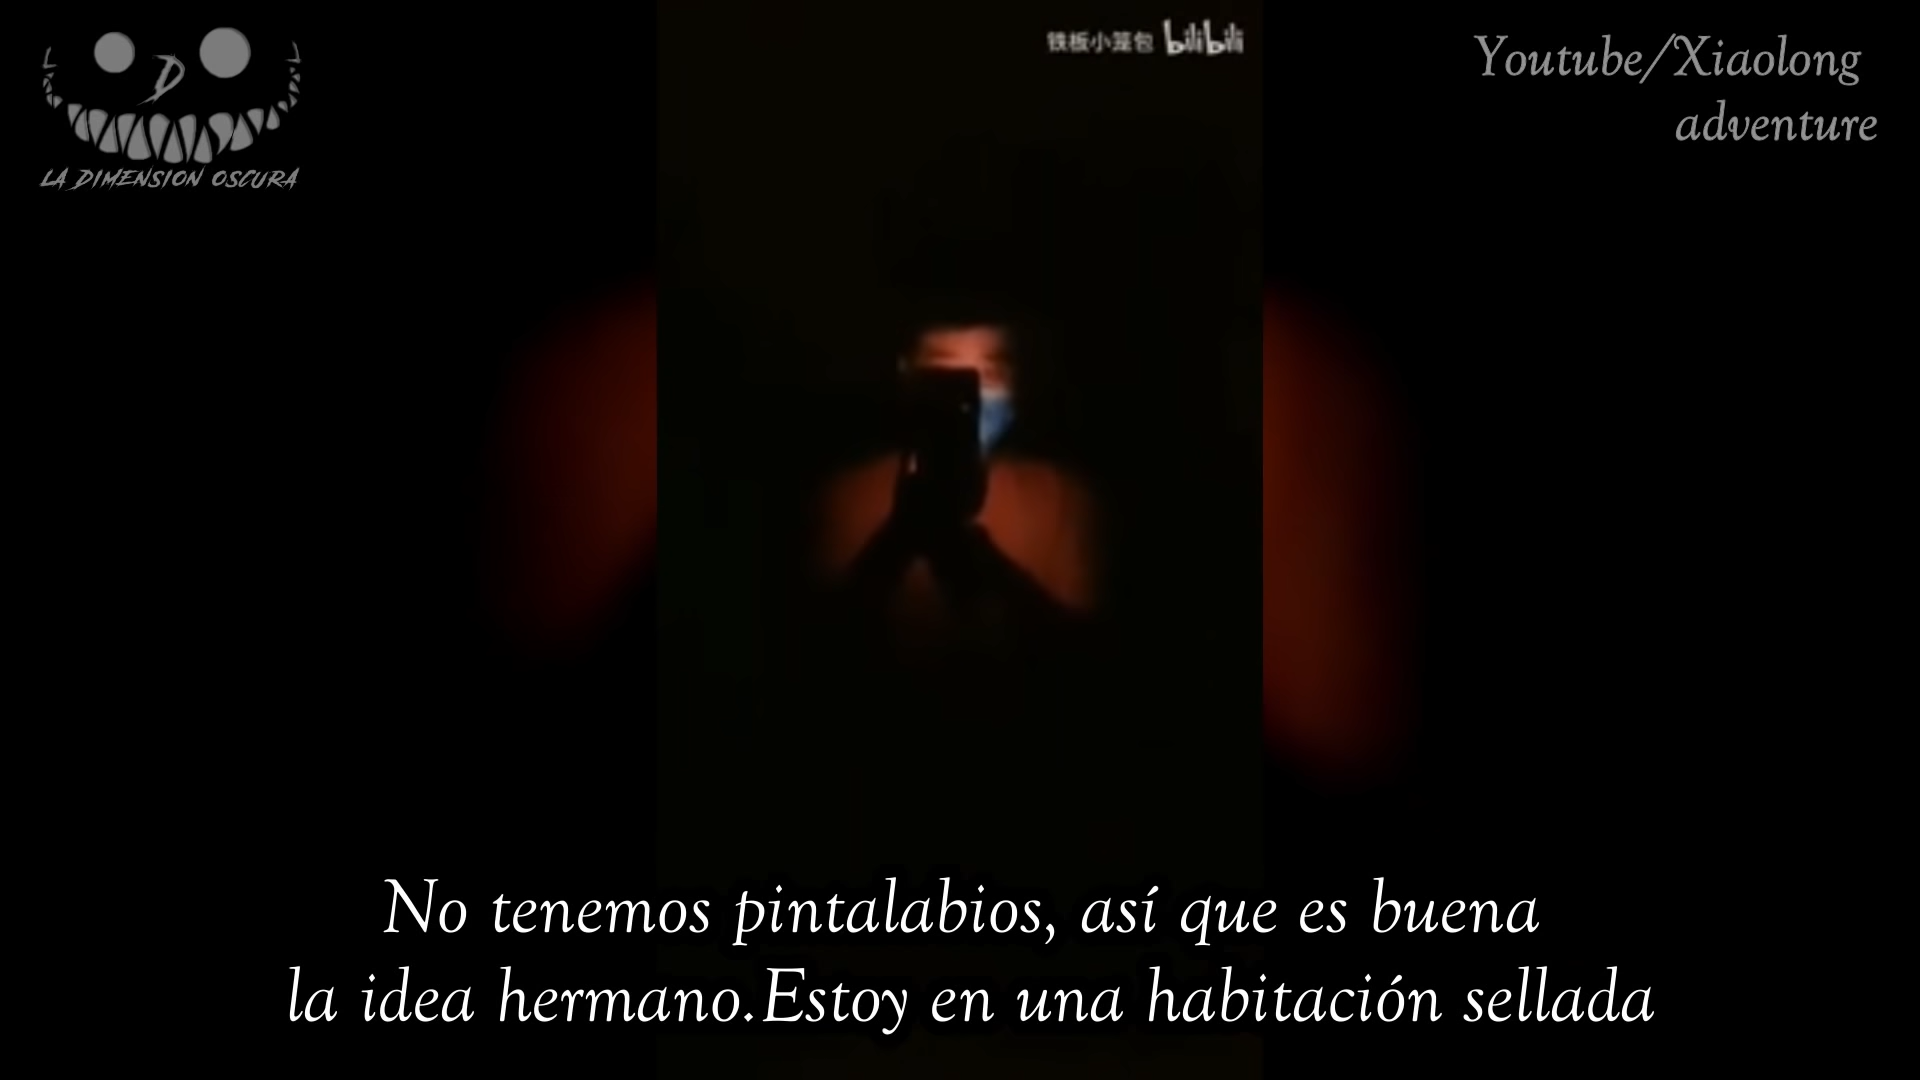 铁板小笼包 bilibili
Youtube/Xiaolong
adventure
D
LA DIMENSION OSCURA
No tenemos pintalabios, así que es buena
la idea hermano.Estoy en una habitación sellada